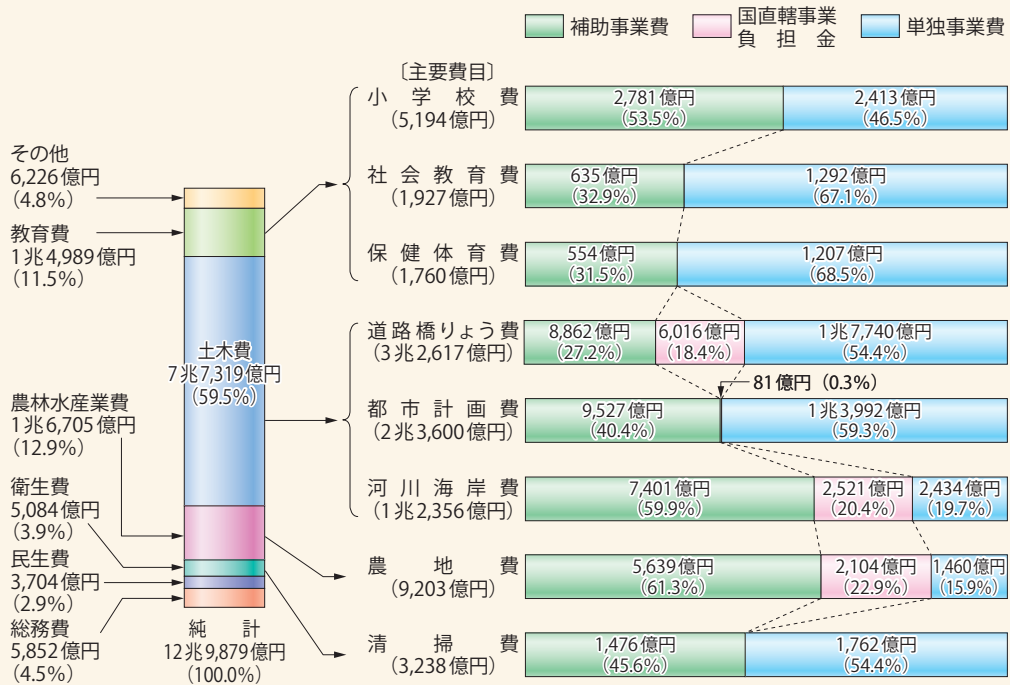 補助事業費
国直轄事業
負担金
単独事業費
〔主要費目〕
小学校費
(5,194億円)
2,781億円
(53.5%)
2,413億円
(46.5%)
社会教育費
(1,927億円)
635億円
(32.9%)
1,292億円
(67.1%)
保健体育費
(1,760億円)
554億円
(31.5%)
1,207億円
(68.5%)
道路橋りょう費
(3兆2,617億円)
8,862億円
(27.2%)
6,016億円
(18.4%)
1兆7,740億円
(54.4%)
81億円(0.3%)
都市計画費
(2兆3,600億円)
9,527億円
(40.4%)
1兆3,992億円
(59.3%)
河川海岸費
(1兆2,356億円)
7,401億円
(59.9%)
2,521億円
(20.4%)
2,434億円
(19.7%)
農地費
(9,203億円)
5,639億円
(61.3%)
2,104億円
(22.9%)
1,460億円
(15.9%)
清掃費
(3,238億円)
1,476億円
(45.6%)
1,762億円
(54.4%)
その他
6,226億円
(4.8%)
教育費
1兆4,989億円
(11.5%)
土木費
7兆7,319億円
(59.5%)
農林水産業費
1兆6,705億円
(12.9%)
衛生費
5,084億円
(3.9%)
民生費
3,704億円
(2.9%)
総務費
5,852億円
(4.5%)
純計
12兆9,879億円
(100.0%)